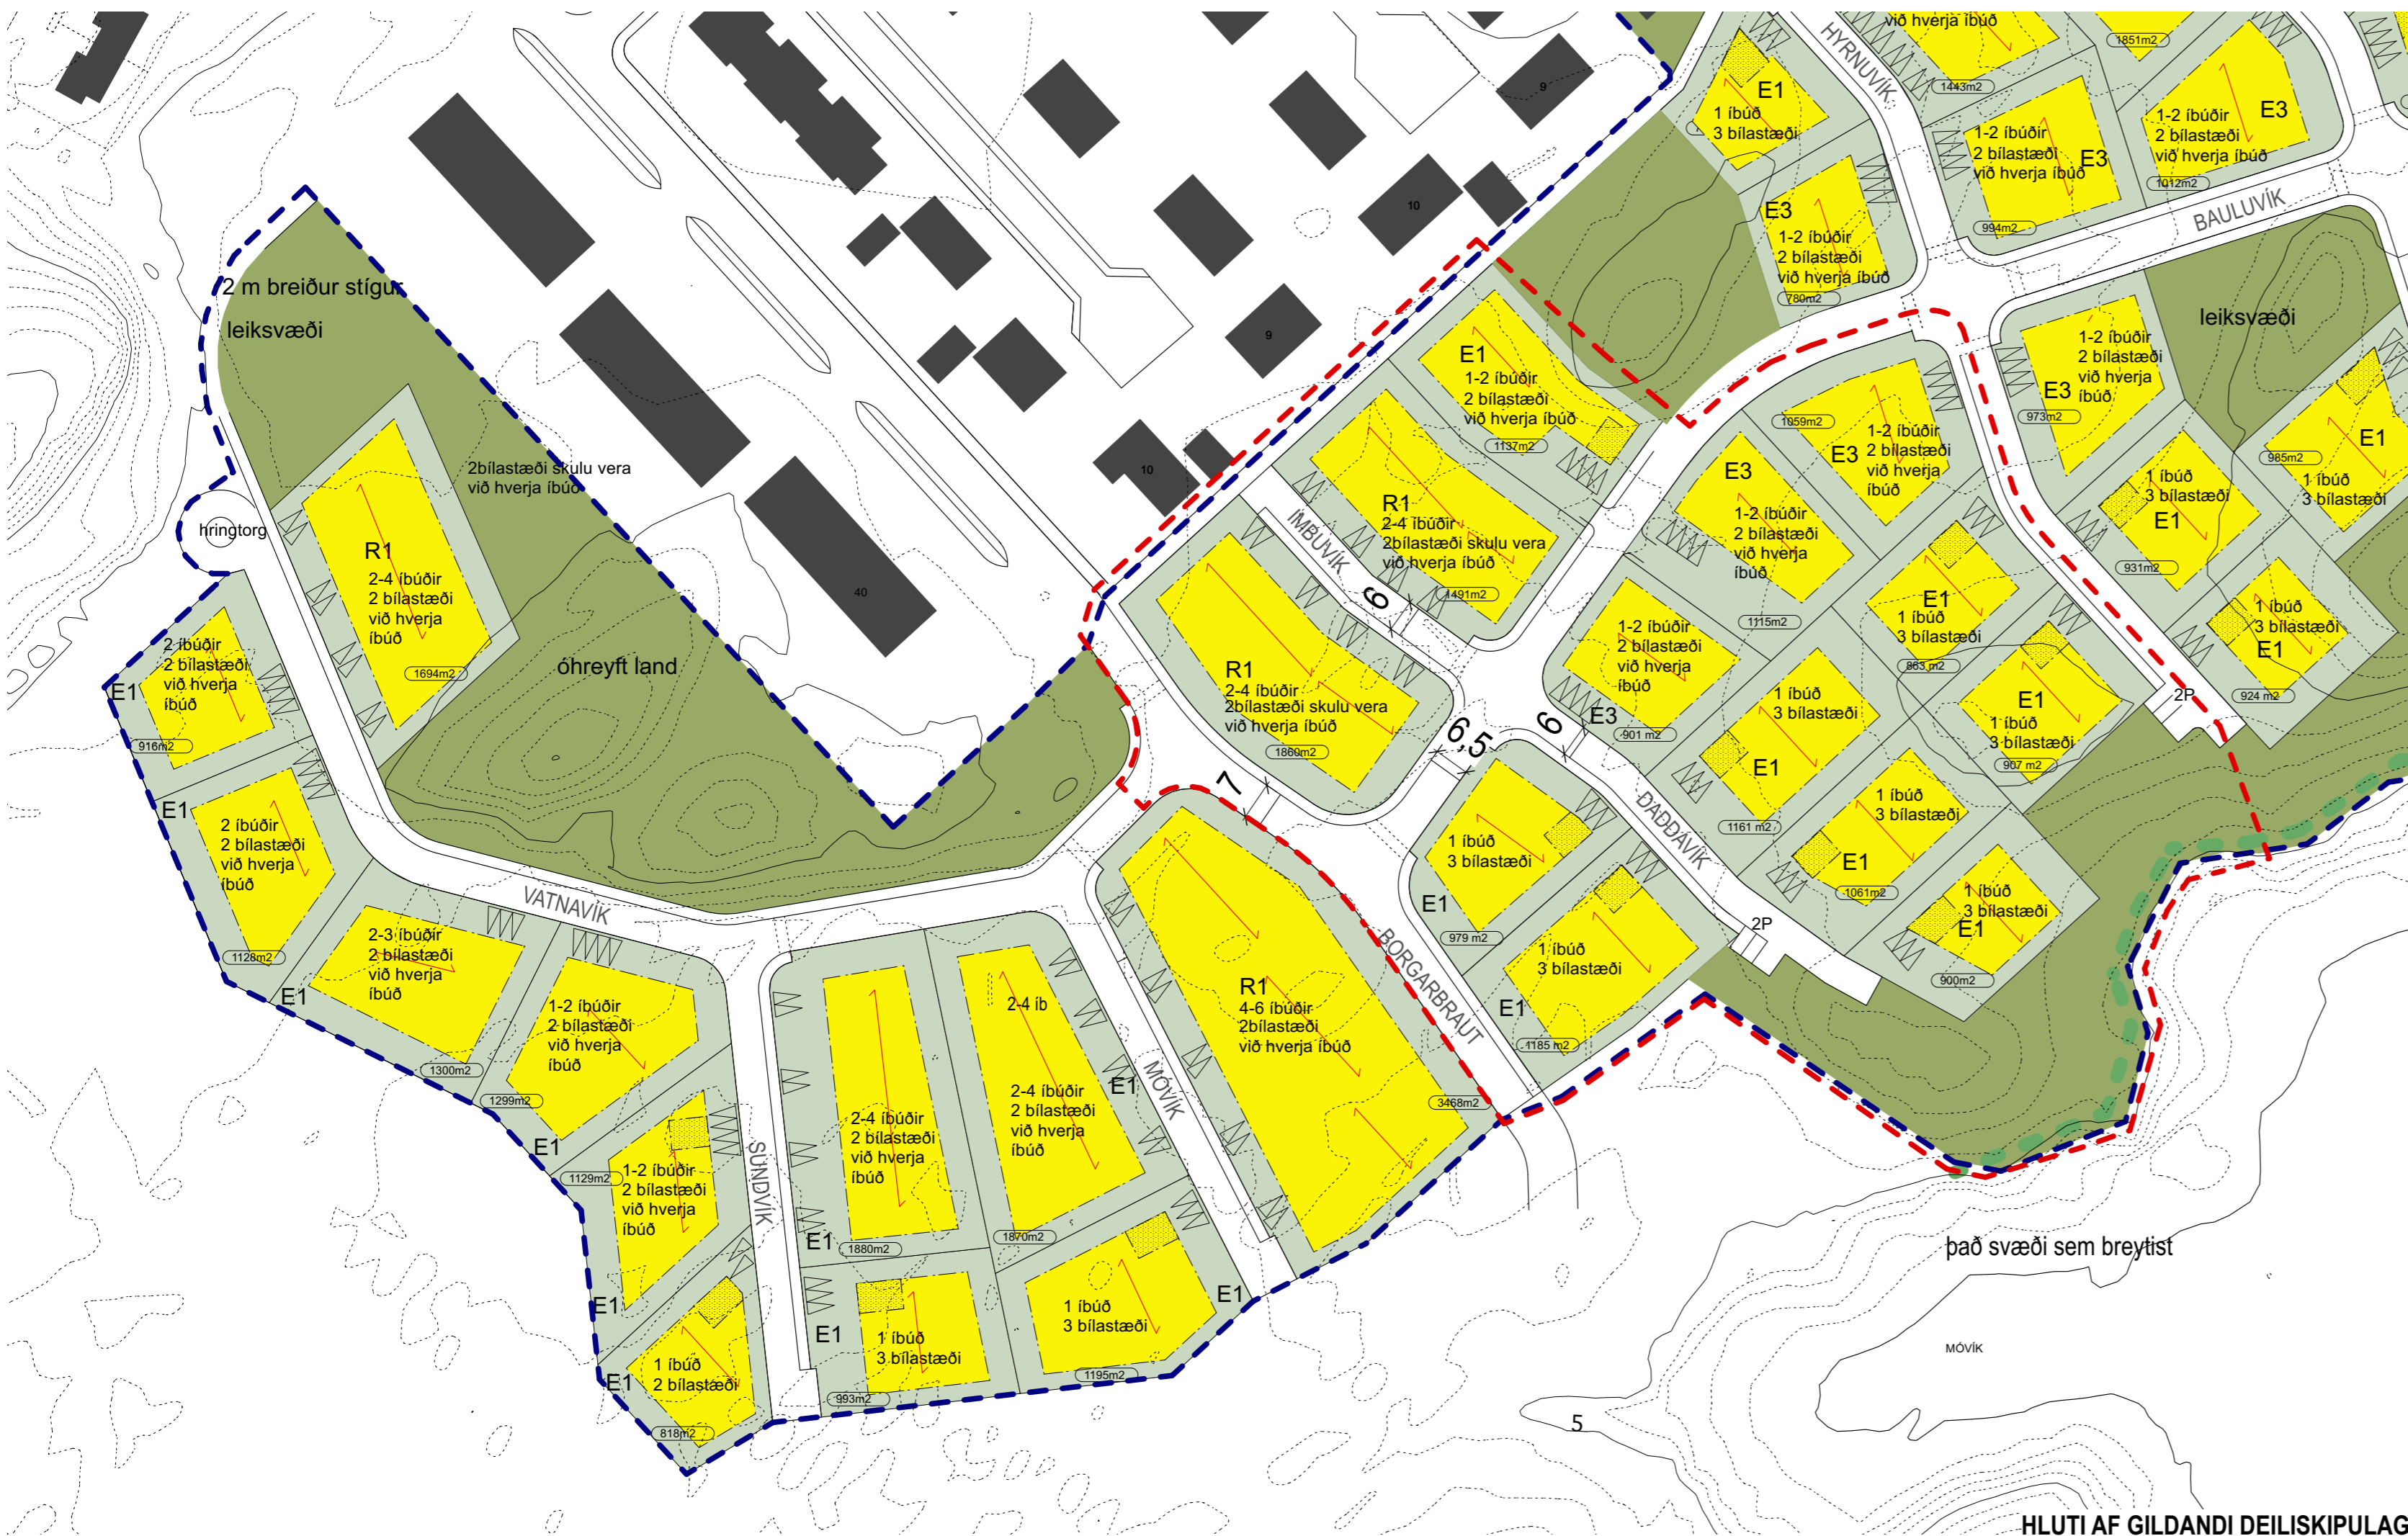 við hverja íbúð
1851m2
HYRNUVÍK
E1
1 íbúð
3 bílastæði
1443m2
1-2 íbúðir
2 bílastæði
við hverja íbúð
E3
994m2
1-2 íbúðir
2 bílastæði
við hverja íbúð
E3
1012m2
BAULUVÍK
E3
1-2 íbúðir
2 bílastæði
við hverja íbúð
780m2
9
10
9
10
40
2 m breiður stígur
leiksvæði
2bílastæði skulu vera
við hverja íbúð
hringtorg
R1
2-4 íbúðir
2 bílastæði
við hverja
íbúð
1694m2
óhreyft land
E1
1-2 íbúðir
2 bílastæði
við hverja íbúð
1137m2
R1
2-4 íbúðir
2bílastæði skulu vera
við hverja íbúð
1491m2
ÍMBUVÍK
6
R1
2-4 íbúðir
2bílastæði skulu vera
við hverja íbúð
1860m2
7
6,5
6
1059m2
1-2 íbúðir
2 bílastæði
við hverja
íbúð
E3
E3
1-2 íbúðir
2 bílastæði
við hverja
íbúð
1115m2
1-2 íbúðir
2 bílastæði
við hverja
íbúð
E3
901 m2
leiksvæði
1-2 íbúðir
2 bílastæði
við hverja
íbúð
E3
973m2
E1
985m2
1 íbúð
3 bílastæði
1 íbúð
3 bílastæði
E1
931m2
1 íbúð
3 bílastæði
E1
924 m2
2P
E1
1 íbúð
3 bílastæði
863 m2
E1
1 íbúð
3 bílastæði
907 m2
1 íbúð
3 bílastæði
E1
1161 m2
1 íbúð
3 bílastæði
E1
1061m2
1 íbúð
3 bílastæði
E1
900m2
DADDAVÍK
2P
1 íbúð
3 bílastæði
E1
979 m2
1 íbúð
3 bílastæði
E1
1185 m2
BORGARBRAUT
R1
4-6 íbúðir
2bílastæði
við hverja íbúð
3468m2
2 íbúðir
2 bílastæði
við hverja
íbúð
E1
916m2
E1
2 íbúðir
2 bílastæði
við hverja
íbúð
1128m2
VATNAVÍK
2-3 íbúðir
2 bílastæði
við hverja
íbúð
E1
1300m2
1-2 íbúðir
2 bílastæði
við hverja
íbúð
1299m2
E1
1129m2
1-2 íbúðir
2 bílastæði
við hverja
íbúð
E1
1 íbúð
2 bílastæði
E1
818m2
SUNDVÍK
2-4 íbúðir
2 bílastæði
við hverja
íbúð
E1
1880m2
2-4 íb
2-4 íbúðir
2 bílastæði
við hverja
íbúð
E1
1870m2
MÓVÍK
1 íbúð
3 bílastæði
E1
993m2
1 íbúð
3 bílastæði
E1
1195m2
það svæði sem breytist
MÓVÍK
5
HLUTI AF GILDANDI DEILISKIPULAG